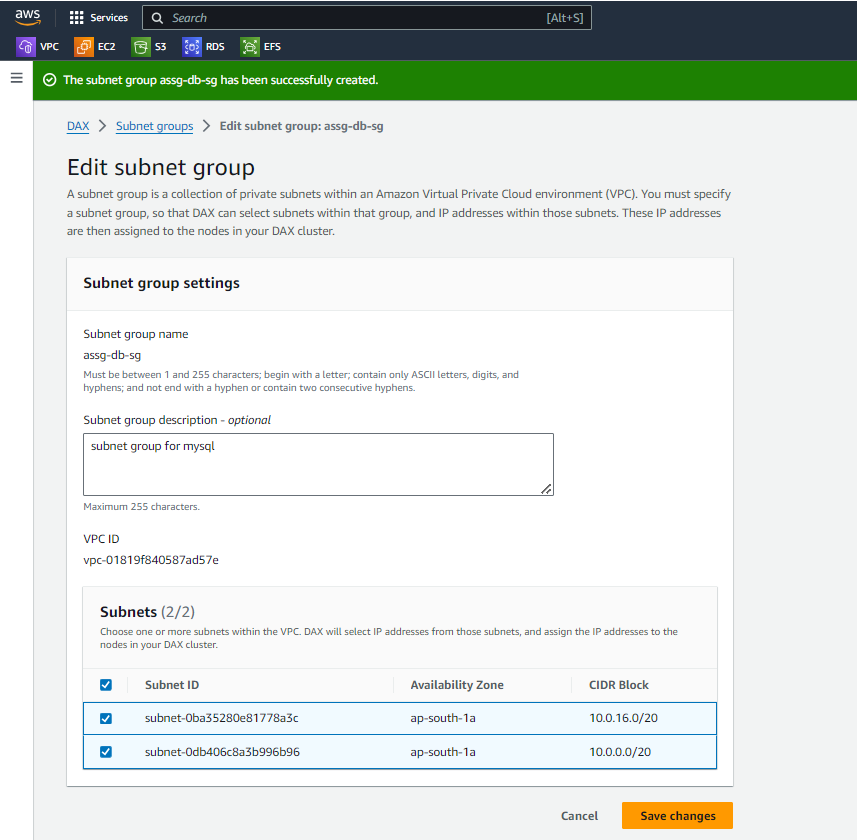 aws
Services
Search
[Alt+S]
VPC
EC2
S3
RDS
EFS
The subnet group assg-db-sg has been successfully created.
DAX > Subnet groups > Edit subnet group: assg-db-sg
Edit subnet group
A subnet group is a collection of private subnets within an Amazon Virtual Private Cloud environment (VPC). You must specify
a subnet group, so that DAX can select subnets within that group, and IP addresses within those subnets. These IP addresses
are then assigned to the nodes in your DAX cluster.
Subnet group settings
Subnet group name
assg-db-sg
Must be between 1 and 255 characters; begin with a letter; contain only ASCII letters, digits, and
hyphens; and not end with a hyphen or contain two consecutive hyphens.
Subnet group description - optional
subnet group for mysql
Maximum 255 characters.
VPC ID
vpc-01819f840587ad57e
Subnets (2/2)
Choose one or more subnets within the VPC. DAX will select IP addresses from those subnets, and assign the IP addresses to the
nodes in your DAX cluster.
Subnet ID Availability Zone CIDR Block
subnet-0ba35280e81778a3c ap-south-1a 10.0.16.0/20
subnet-0db406c8a3b996b96 ap-south-1a 10.0.0.0/20
Cancel Save changes